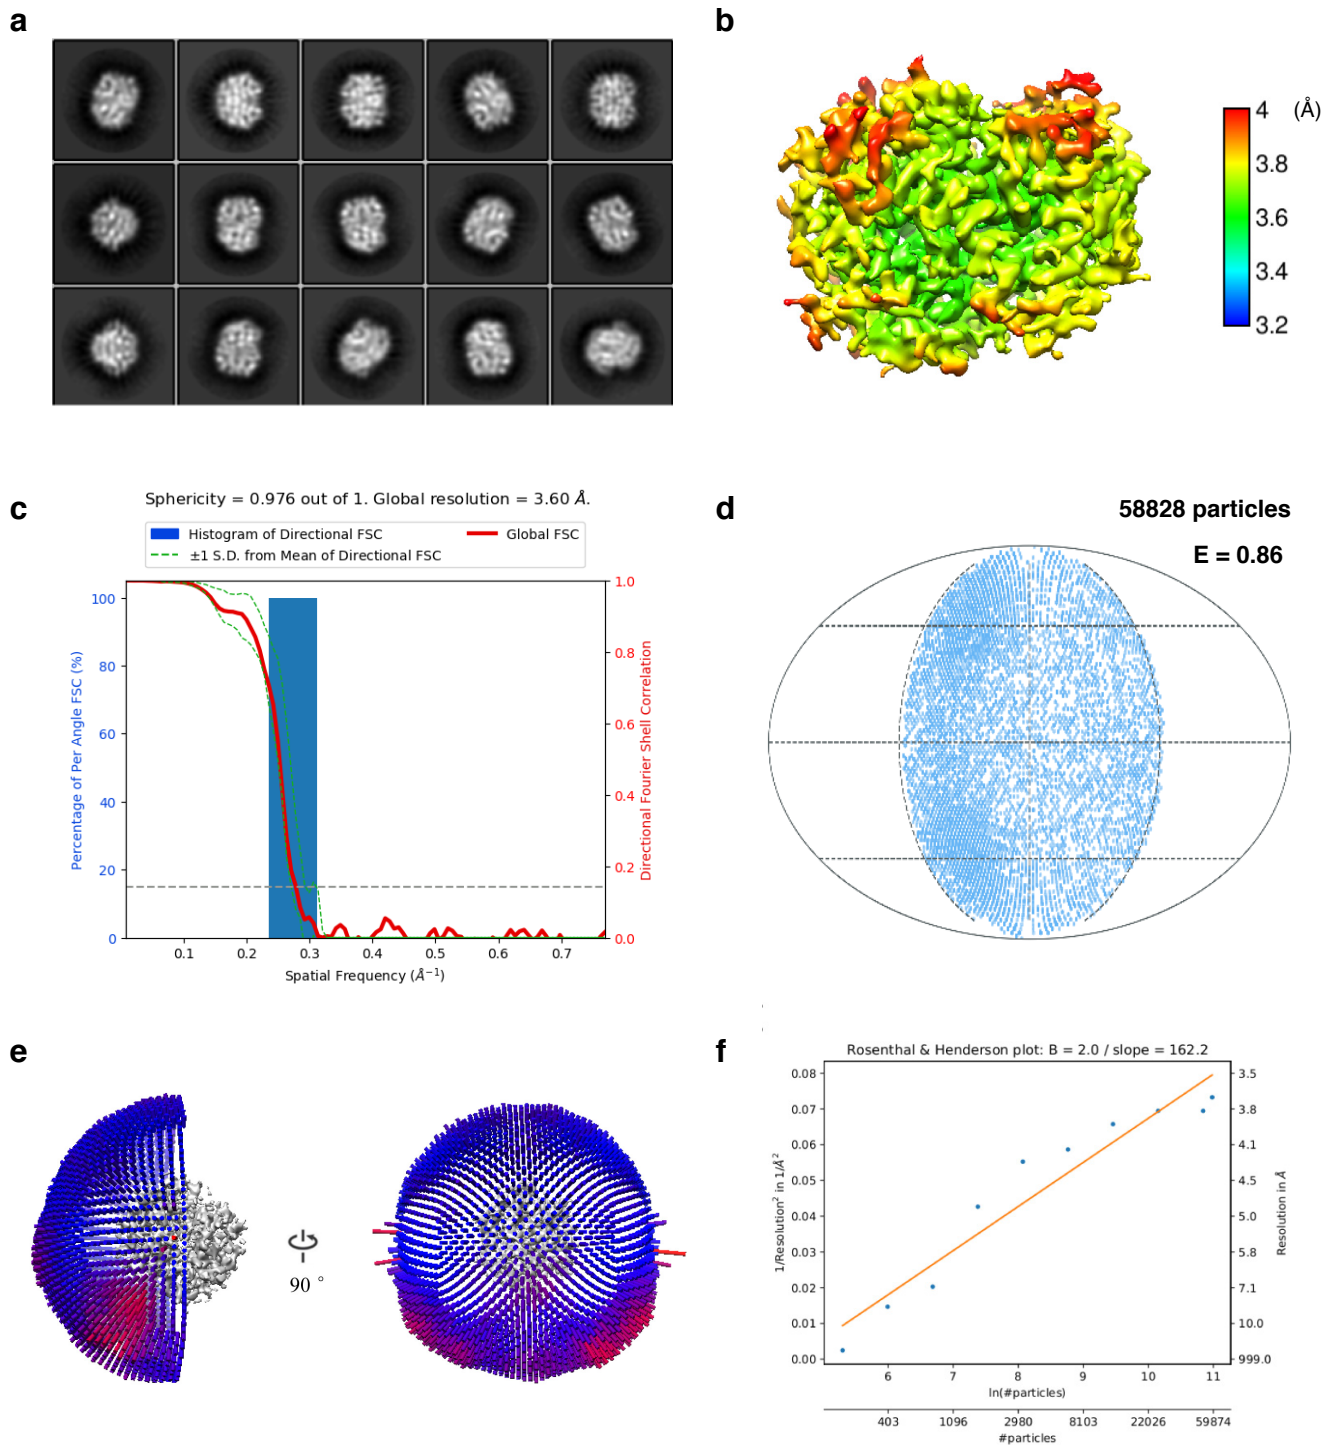 a
b
4 (Å)
3.8
3.6
3.4
3.2
c
Sphericity = 0.976 out of 1. Global resolution = 3.60 Å.
Histogram of Directional FSC
Global FSC
±1 S.D. from Mean of Directional FSC
Percentage of Per Angle FSC (%)
100
80
60
40
20
0
1.0
0.8
0.6
0.4
0.2
0.0
Directional Fourier Shell Correlation
0.1 0.2 0.3 0.4 0.5 0.6 0.7
Spatial Frequency (Å⁻¹)
d
58828 particles
E = 0.86
e
90 °
f
Rosenthal & Henderson plot: B = 2.0 / slope = 162.2
1/Resolution² in 1/Å²
0.08
0.07
0.06
0.05
0.04
0.03
0.02
0.01
0.00
3.5
3.8
4.1
4.5
5.0
5.8
7.1
10.0
999.0
Resolution in Å
6 7 8 9 10 11
ln(#particles)
403 1096 2980 8103 22026 59874
#particles